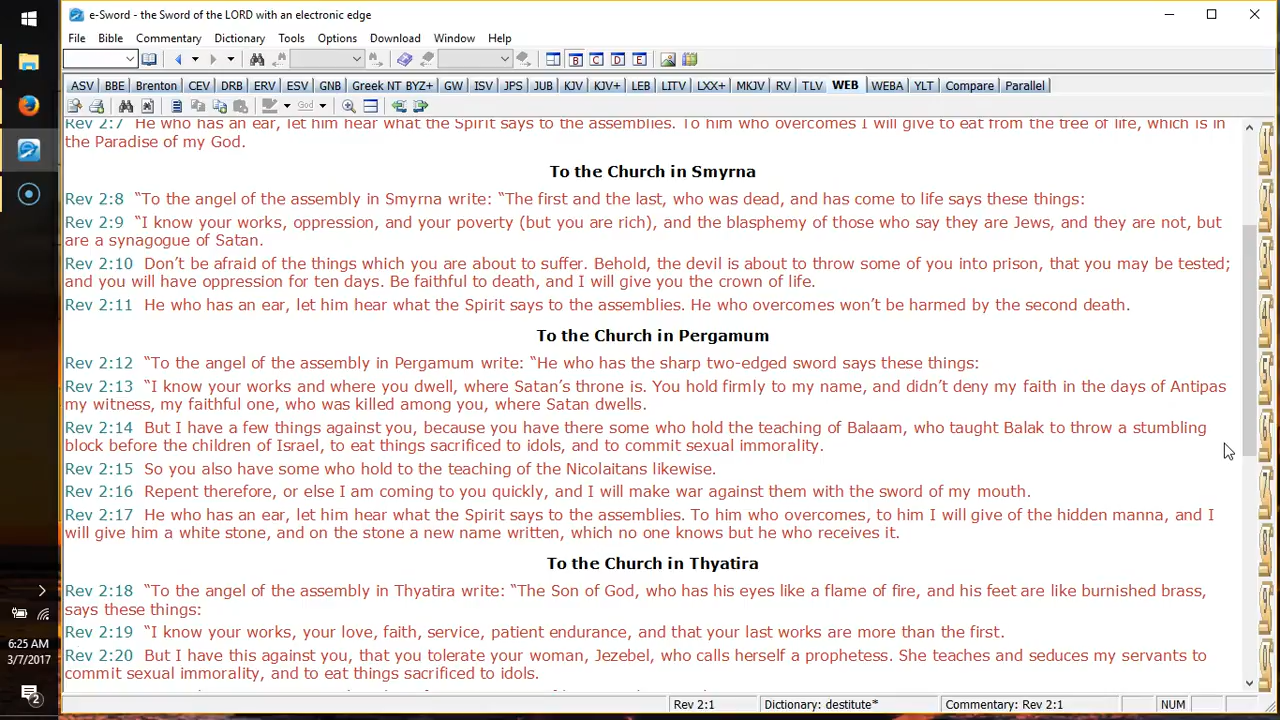 e-Sword - the Sword of the LORD with an electronic edge
File Bible Commentary Dictionary Tools Options Download Window Help
B C D E
ASV BBE Brenton CEV DRB ERV ESV GNB Greek NT BYZ+ GW ISV JPS JUB KJV KJV+ LEB LITV LXX+ MKJV RV TLV WEB WEBA YLT Compare Parallel
God
Rev 2:7 He who has an ear, let him hear what the Spirit says to the assemblies. To him who overcomes I will give to eat from the tree of life, which is in
the Paradise of my God.
To the Church in Smyrna
Rev 2:8 “To the angel of the assembly in Smyrna write: “The first and the last, who was dead, and has come to life says these things:
Rev 2:9 “I know your works, oppression, and your poverty (but you are rich), and the blasphemy of those who say they are Jews, and they are not, but
are a synagogue of Satan.
Rev 2:10 Don’t be afraid of the things which you are about to suffer. Behold, the devil is about to throw some of you into prison, that you may be tested;
and you will have oppression for ten days. Be faithful to death, and I will give you the crown of life.
Rev 2:11 He who has an ear, let him hear what the Spirit says to the assemblies. He who overcomes won’t be harmed by the second death.
To the Church in Pergamum
Rev 2:12 “To the angel of the assembly in Pergamum write: “He who has the sharp two-edged sword says these things:
Rev 2:13 “I know your works and where you dwell, where Satan’s throne is. You hold firmly to my name, and didn’t deny my faith in the days of Antipas
my witness, my faithful one, who was killed among you, where Satan dwells.
Rev 2:14 But I have a few things against you, because you have there some who hold the teaching of Balaam, who taught Balak to throw a stumbling
block before the children of Israel, to eat things sacrificed to idols, and to commit sexual immorality.
Rev 2:15 So you also have some who hold to the teaching of the Nicolaitans likewise.
Rev 2:16 Repent therefore, or else I am coming to you quickly, and I will make war against them with the sword of my mouth.
Rev 2:17 He who has an ear, let him hear what the Spirit says to the assemblies. To him who overcomes, to him I will give of the hidden manna, and I
will give him a white stone, and on the stone a new name written, which no one knows but he who receives it.
To the Church in Thyatira
Rev 2:18 “To the angel of the assembly in Thyatira write: “The Son of God, who has his eyes like a flame of fire, and his feet are like burnished brass,
says these things:
Rev 2:19 “I know your works, your love, faith, service, patient endurance, and that your last works are more than the first.
Rev 2:20 But I have this against you, that you tolerate your woman, Jezebel, who calls herself a prophetess. She teaches and seduces my servants to
commit sexual immorality, and to eat things sacrificed to idols.
1
2
3
4
5
6
7
8
9
6:25 AM
3/7/2017
2
Rev 2:1 Dictionary: destitute* Commentary: Rev 2:1 NUM